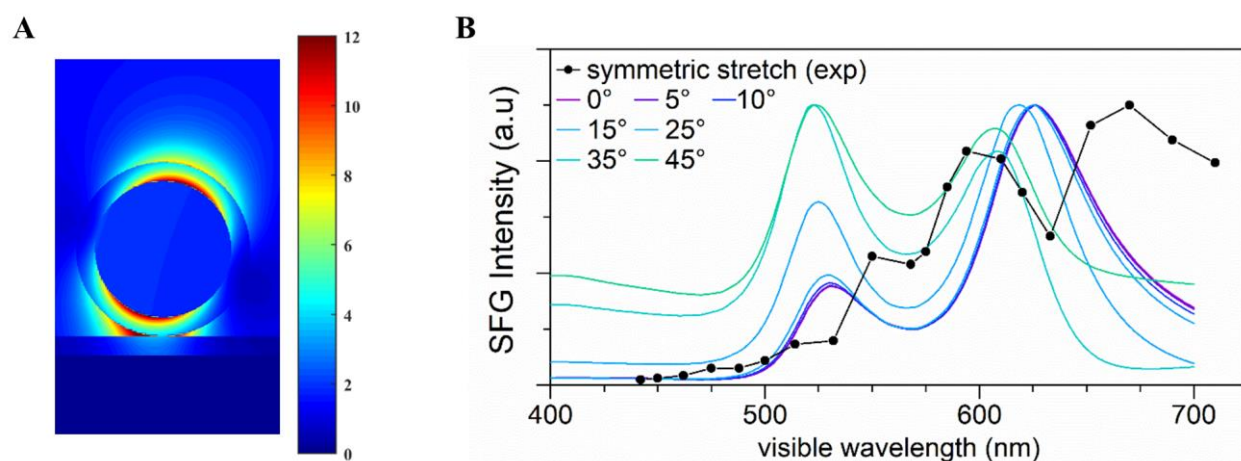 A
12
10
8
6
4
2
0
B
symmetric stretch (exp)
0° 5° 10°
15° 25°
35° 45°
SFG Intensity (a.u)
400 500 600 700
visible wavelength (nm)